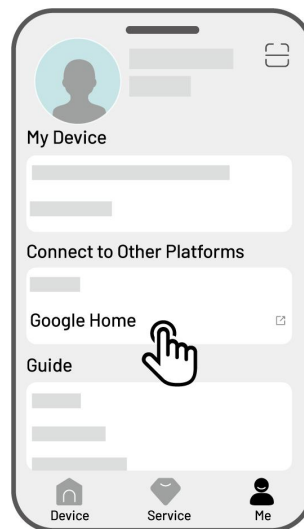 My Device
Connect to Other Platforms
Google Home
Guide
Device Service Me